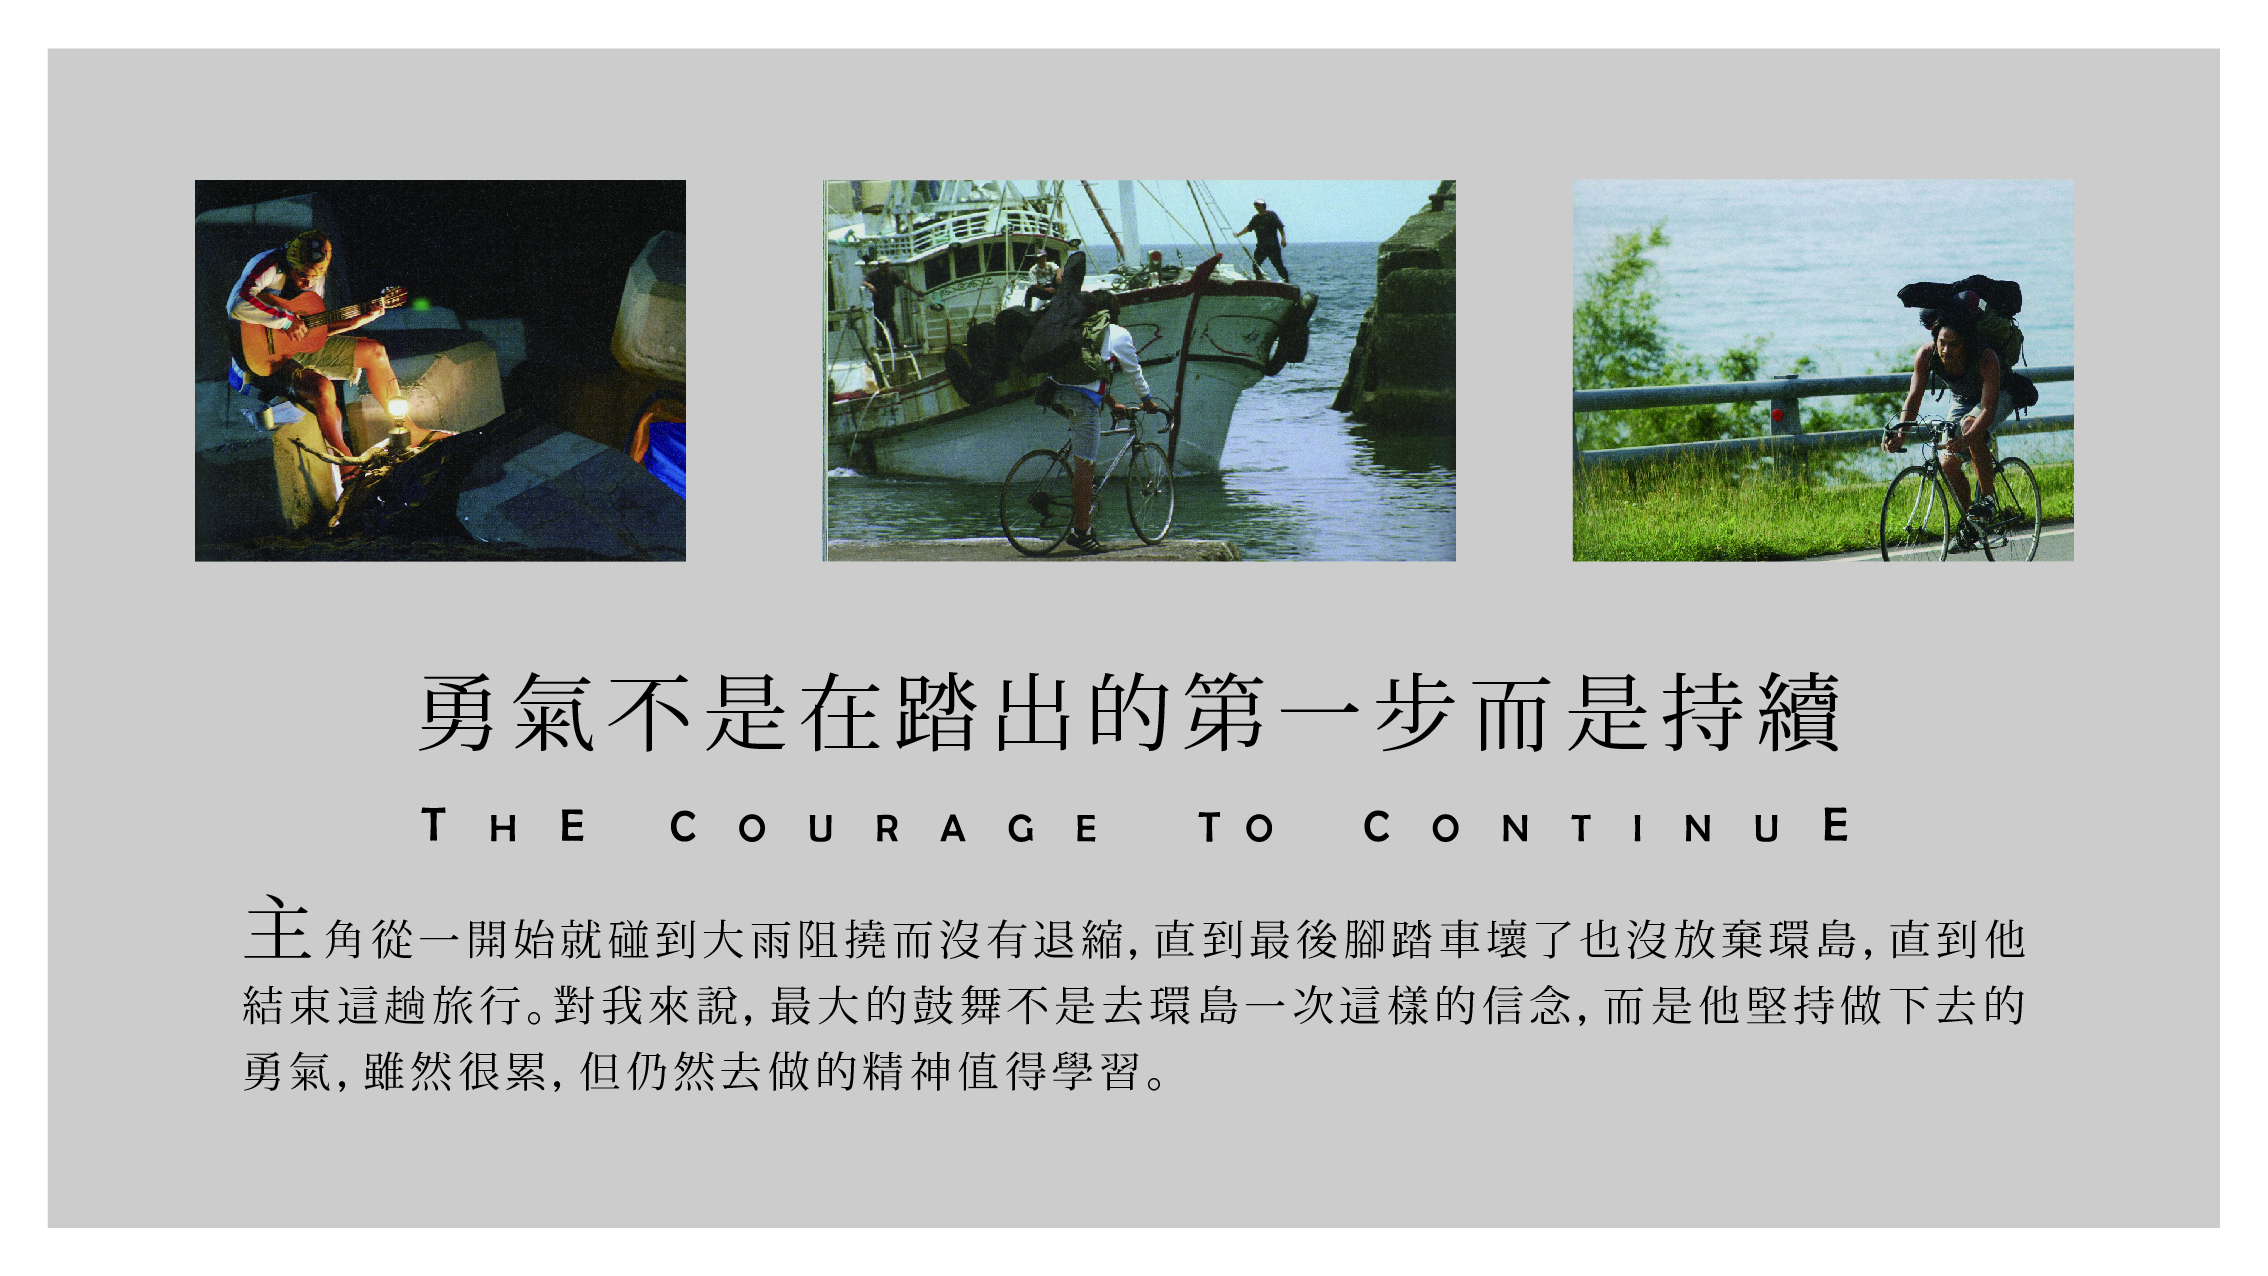 勇氣不是在踏出的第一步而是持續
THE COURAGE TO CONTINUE
主角從一開始就碰到大雨阻撓而沒有退縮,直到最後腳踏車壞了也沒放棄環島,直到他
結束這趟旅行。對我來說,最大的鼓舞不是去環島一次這樣的信念,而是他堅持做下去的
勇氣,雖然很累,但仍然去做的精神值得學習。